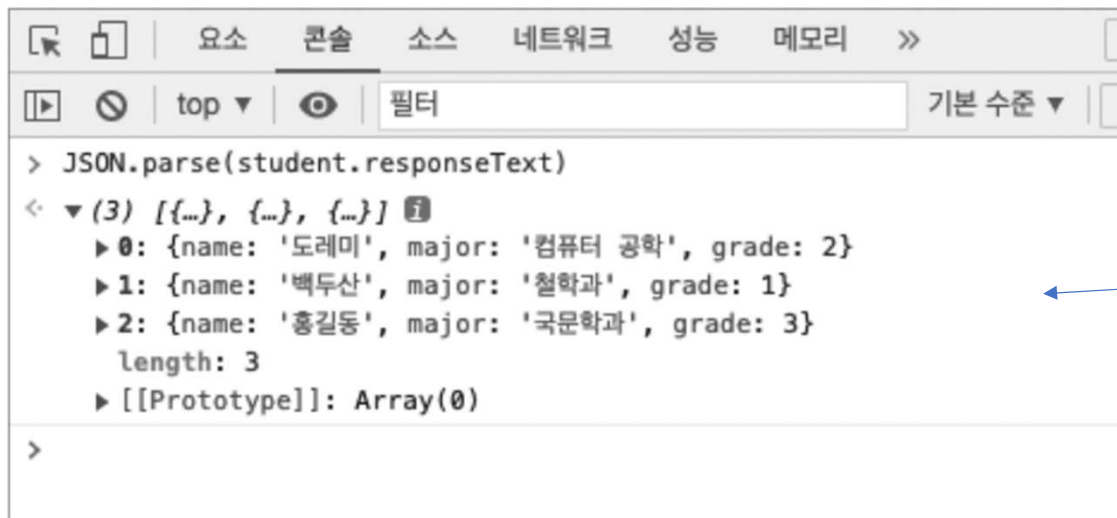 요소 콘솔 소스 네트워크 성능 메모리 »
top ▼ 필터 기본 수준 ▼
> JSON.parse(student.responseText)
<· ▼ (3) [{…}, {…}, {…}] i
▶ 0: {name: '도레미', major: '컴퓨터 공학', grade: 2}
▶ 1: {name: '백두산', major: '철학과', grade: 1}
▶ 2: {name: '홍길동', major: '국문학과', grade: 3}
length: 3
▶ [[Prototype]]: Array(0)
>